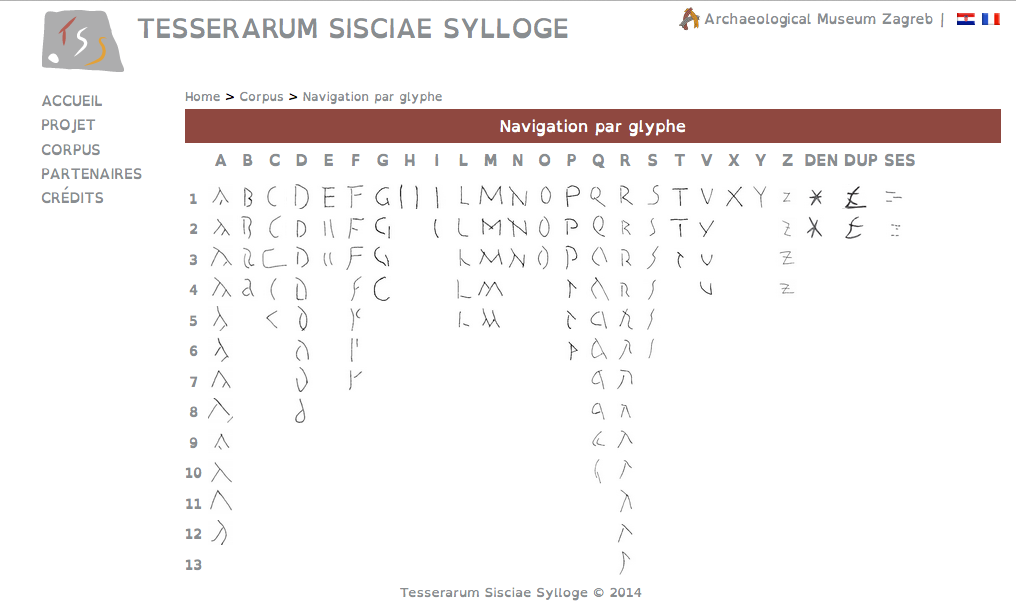 TSS
TESSERARUM SISCIAE SYLLOGE
Archaeological Museum Zagreb |
ACCUEIL
PROJET
CORPUS
PARTENAIRES
CRÉDITS
Home > Corpus > Navigation par glyphe
Navigation par glyphe
A B C D E F G H I L M N O P Q R S T V X Y Z DEN DUP SES
1
2
3
4
5
6
7
8
9
10
11
12
13
Tesserarum Sisciae Sylloge © 2014